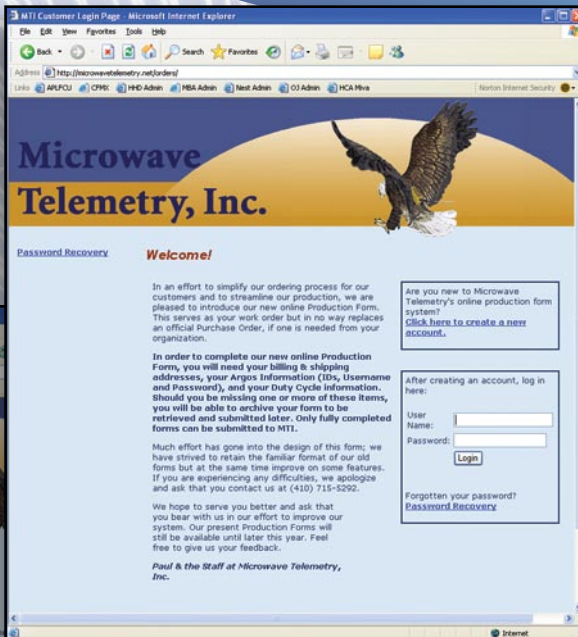 MTI Customer Login Page - Microsoft Internet Explorer
File Edit View Favorites Tools Help
Back Search Favorites
Address http://microwavetelemetry.net/orders/
Links APLFCU CFMX HHD Admin MBA Admin Nest Admin O3 Admin HCA Miva Norton Internet Security
Microwave
Telemetry, Inc.
Password Recovery
Welcome!
In an effort to simplify our ordering process for our
customers and to streamline our production, we are
pleased to introduce our new online Production Form.
This serves as your work order but in no way replaces
an official Purchase Order, if one is needed from your
organization.
In order to complete our new online Production
Form, you will need your billing & shipping
addresses, your Argos Information (IDs, Username
and Password), and your Duty Cycle information.
Should you be missing one or more of these items,
you will be able to archive your form to be
retrieved and submitted later. Only fully completed
forms can be submitted to MTI.
Much effort has gone into the design of this form; we
have strived to retain the familiar format of our old
forms but at the same time improve on some features.
If you are experiencing any difficulties, we apologize
and ask that you contact us at (410) 715-5292.
We hope to serve you better and ask that
you bear with us in our effort to improve our
system. Our present Production Forms will
still be available until later this year. Feel
free to give us your feedback.
Paul & the Staff at Microwave Telemetry,
Inc.
Are you new to Microwave
Telemetry's online production form
system?
Click here to create a new
account.
After creating an account, log in
here:
User
Name:
Password:
Login
Forgotten your password?
Password Recovery
Internet